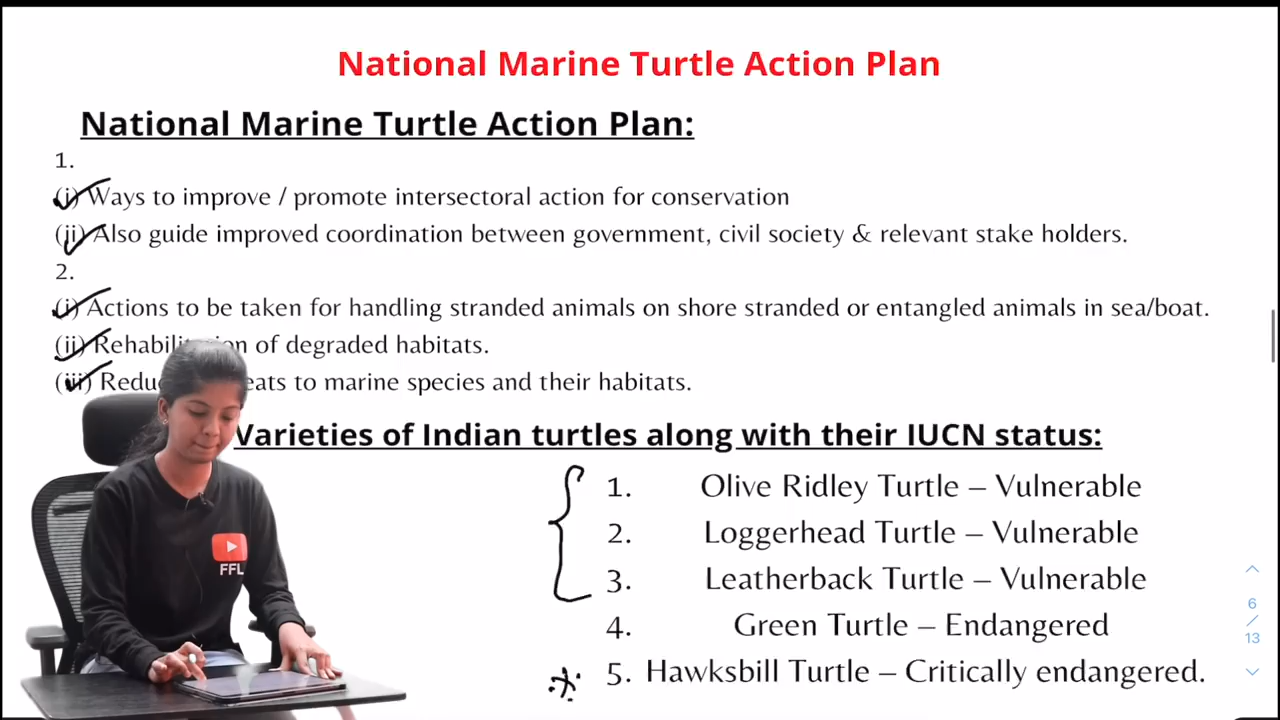 National Marine Turtle Action Plan
National Marine Turtle Action Plan:
1.
(i) Ways to improve / promote intersectoral action for conservation
(ii) Also guide improved coordination between government, civil society & relevant stake holders.
2.
(i) Actions to be taken for handling stranded animals on shore stranded or entangled animals in sea/boat.
(ii) of degraded habitats.
(iii) to marine species and their habitats.
Varieties of Indian turtles along with their IUCN status:
1. Olive Ridley Turtle – Vulnerable
2. Loggerhead Turtle – Vulnerable
3. Leatherback Turtle – Vulnerable
4. Green Turtle – Endangered
5. Hawksbill Turtle – Critically endangered.
FFL
6
/
13